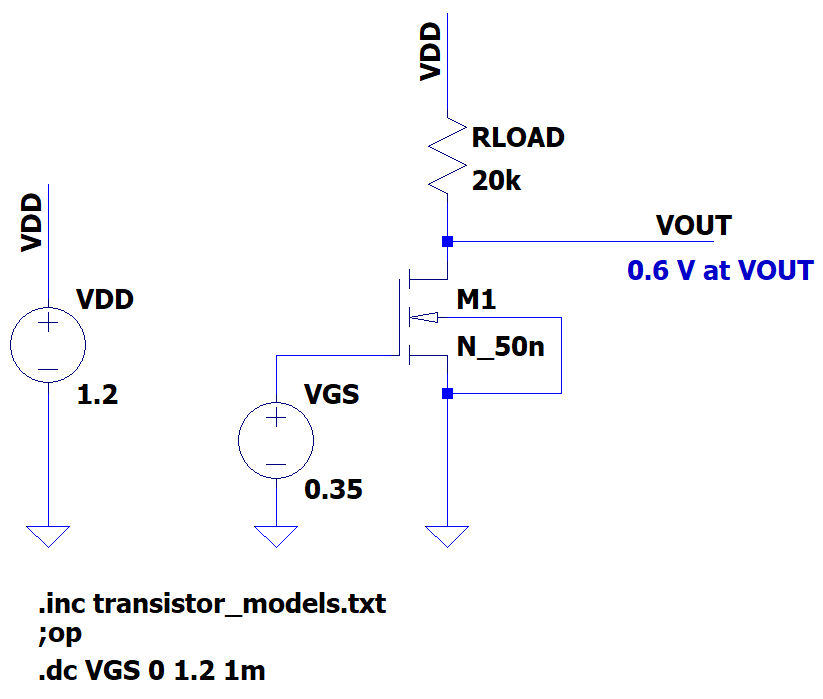 VDD
RLOAD
20k
VDD
VOUT
0.6 V at VOUT
VDD
1.2
M1
N_50n
VGS
0.35
.inc transistor_models.txt
;op
.dc VGS 0 1.2 1m